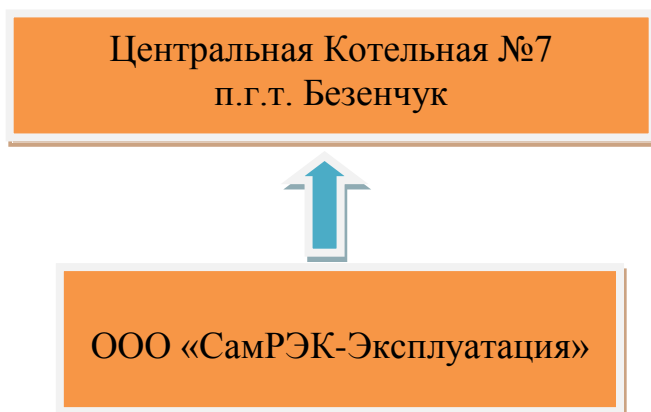 Центральная Котельная №7
п.г.т. Безенчук
ООО «СамРЭК-Эксплуатация»